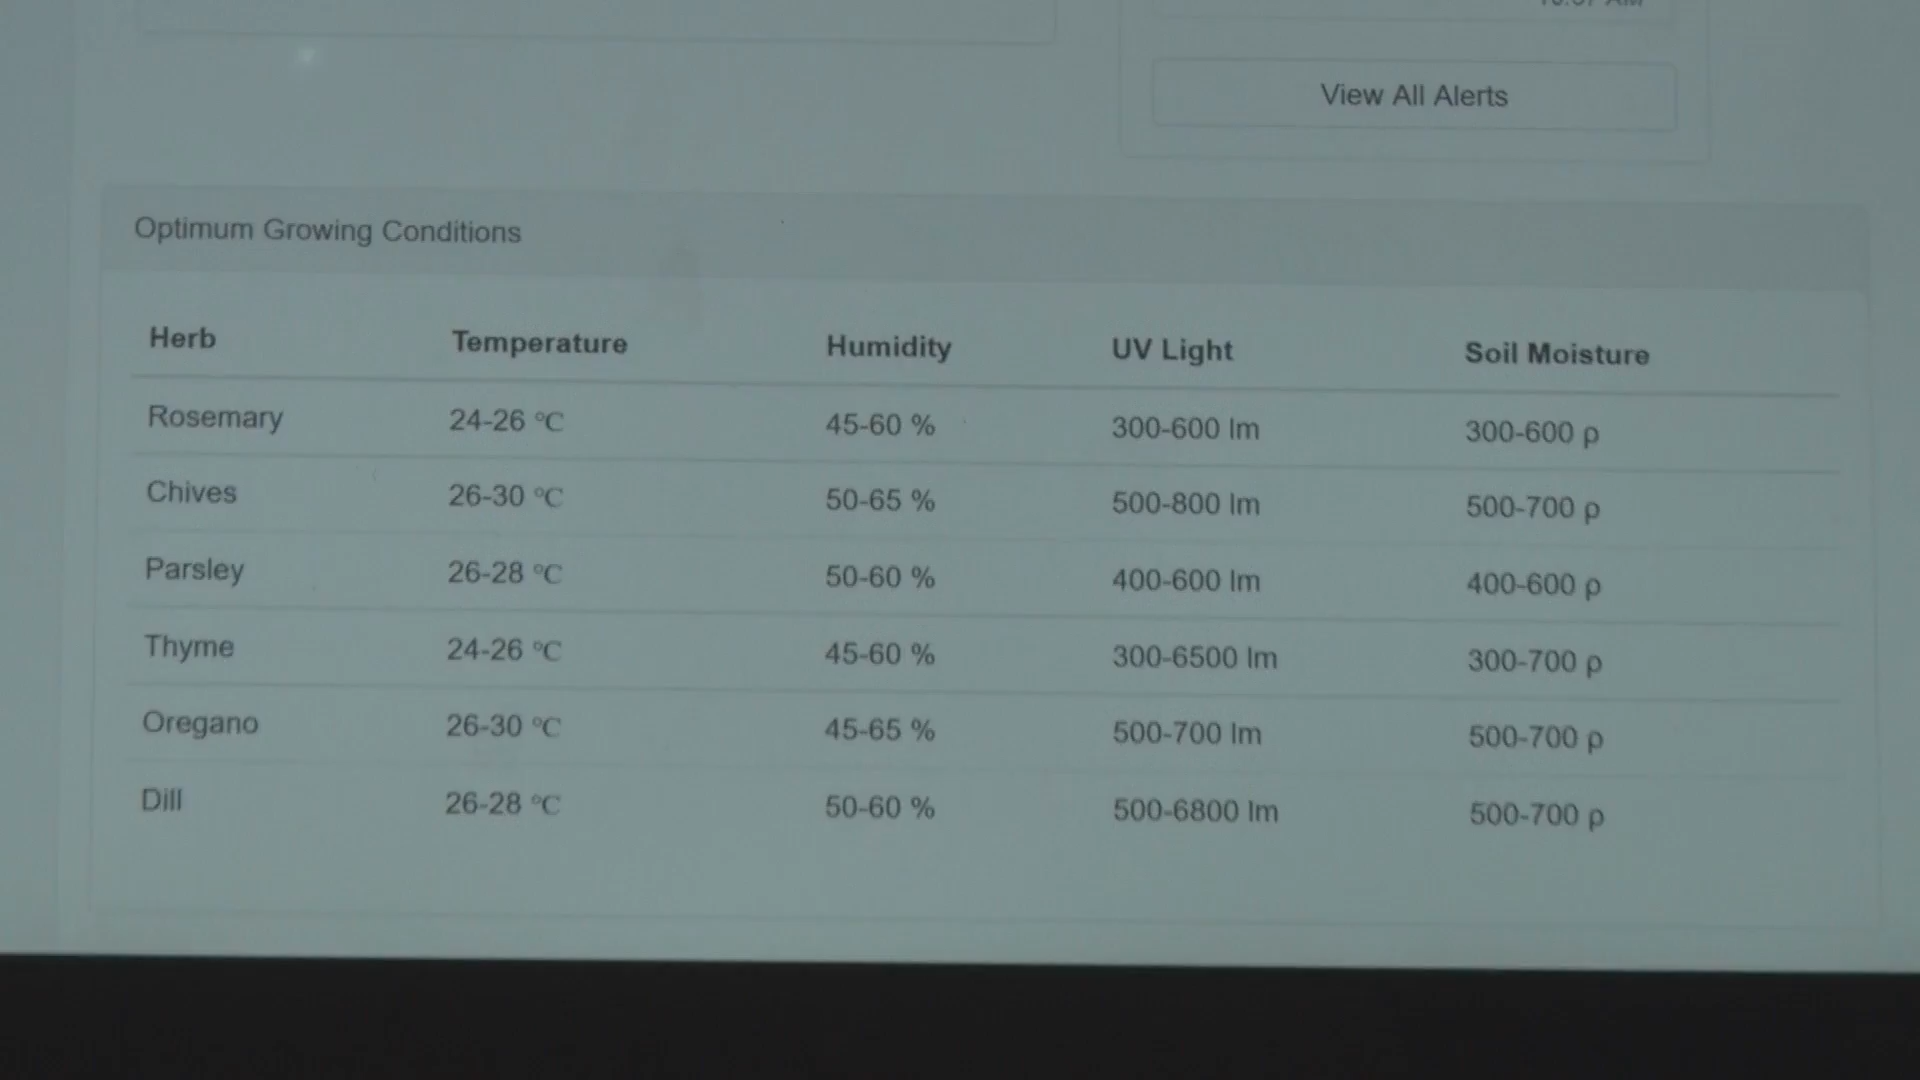 View All Alerts
Optimum Growing Conditions
Herb Temperature Humidity UV Light Soil Moisture
Rosemary 24-26 °C 45-60 % 300-600 lm 300-600 ρ
Chives 26-30 °C 50-65 % 500-800 lm 500-700 ρ
Parsley 26-28 °C 50-60 % 400-600 lm 400-600 ρ
Thyme 24-26 °C 45-60 % 300-6500 lm 300-700 ρ
Oregano 26-30 °C 45-65 % 500-700 lm 500-700 ρ
Dill 26-28 °C 50-60 % 500-6800 lm 500-700 ρ